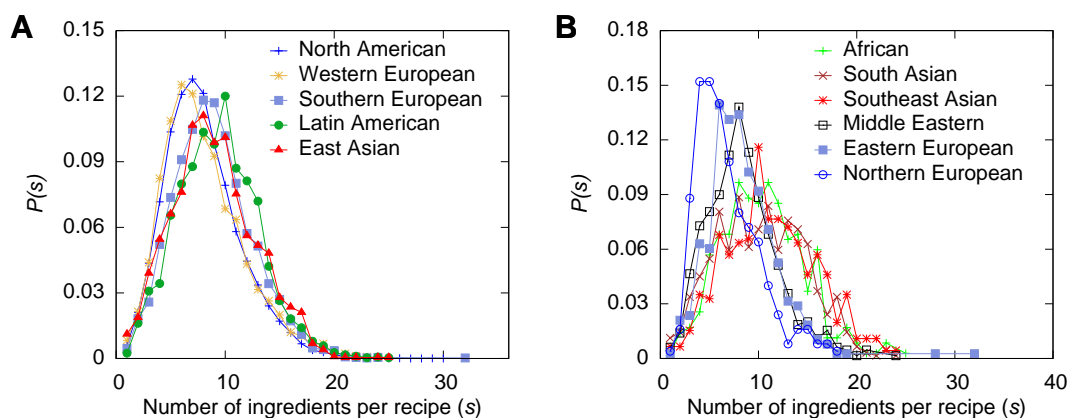 A
P(s)
0.15
0.12
0.09
0.06
0.03
0
North American
Western European
Southern European
Latin American
East Asian
0 10 20 30
Number of ingredients per recipe (s)
B
P(s)
0.18
0.15
0.12
0.09
0.06
0.03
0
African
South Asian
Southeast Asian
Middle Eastern
Eastern European
Northern European
0 10 20 30 40
Number of ingredients per recipe (s)